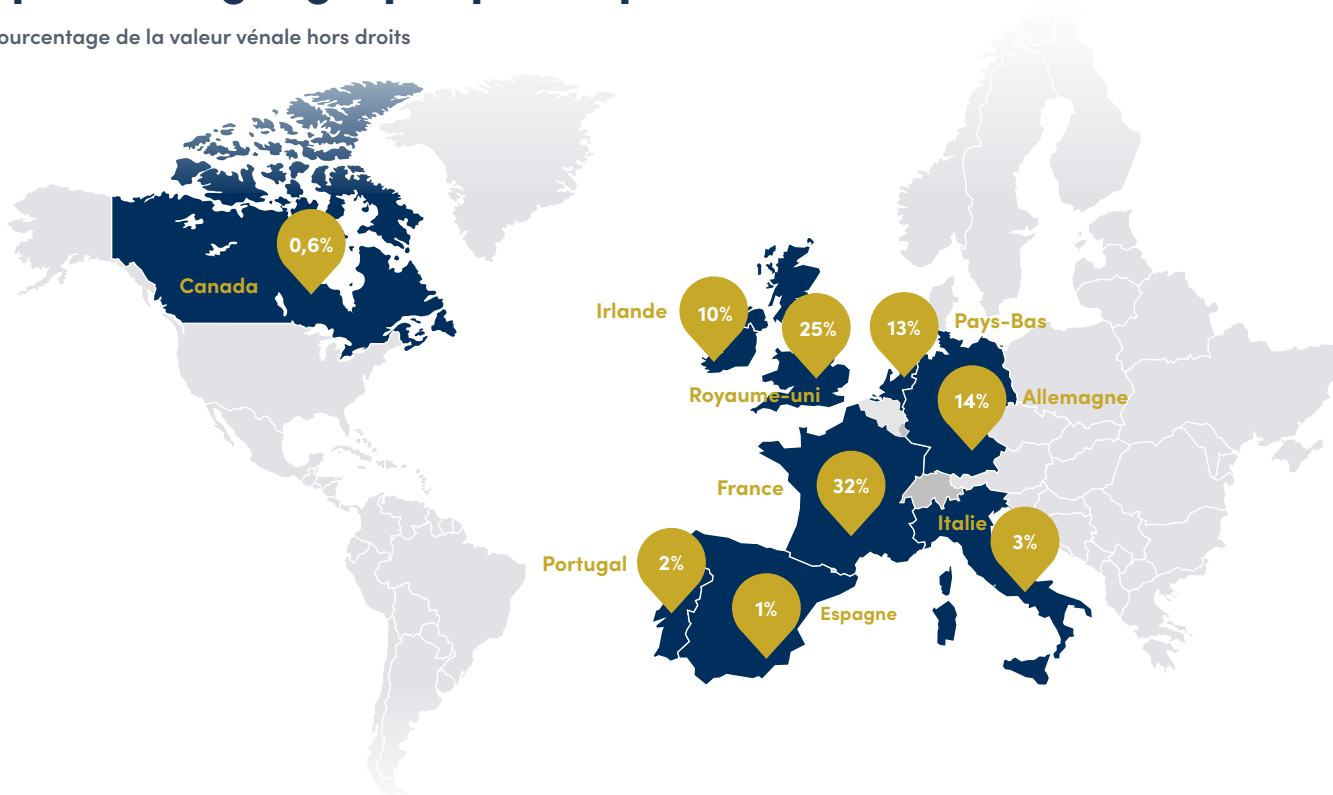 ourcentage de la valeur vénale hors droits
0,6%
Canada
Irlande
10%
25%
13%
Pays-Bas
Royaume-uni
14%
Allemagne
France
32%
Italie
3%
Portugal
2%
1%
Espagne